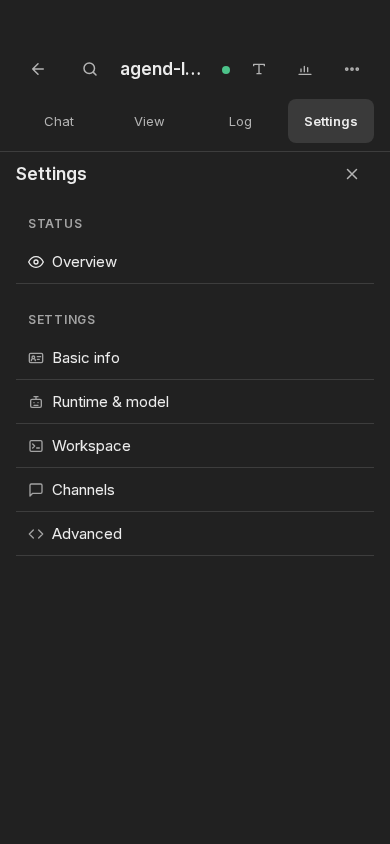 agend-l...
Chat
View
Log
Settings
Settings
STATUS
Overview
SETTINGS
Basic info
Runtime & model
Workspace
Channels
Advanced